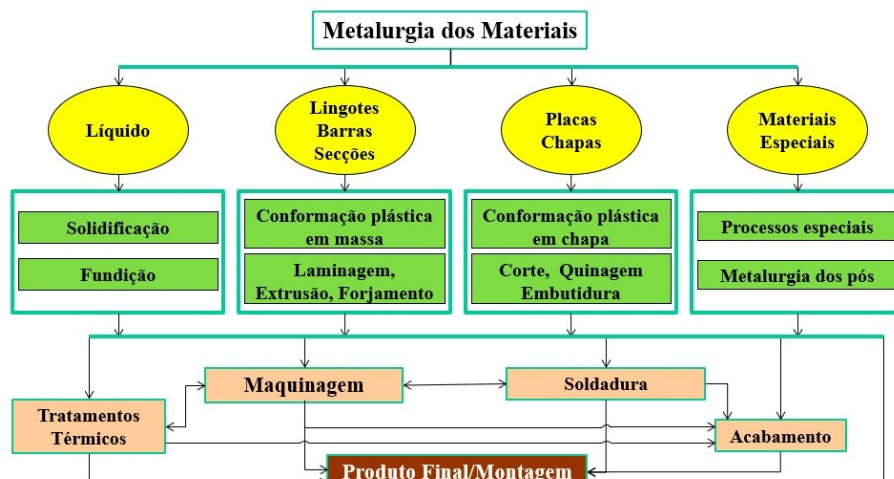 Metalurgia dos Materiais
Líquido
Lingotes
Barras
Secções
Placas
Chapas
Materiais
Especiais
Solidificação
Fundição
Conformação plástica
em massa
Laminagem,
Extrusão, Forjamento
Conformação plástica
em chapa
Corte, Quinagem
Embutidura
Processos especiais
Metalurgia dos pós
Maquinagem
Soldadura
Tratamentos
Térmicos
Acabamento
Produto Final/Montagem